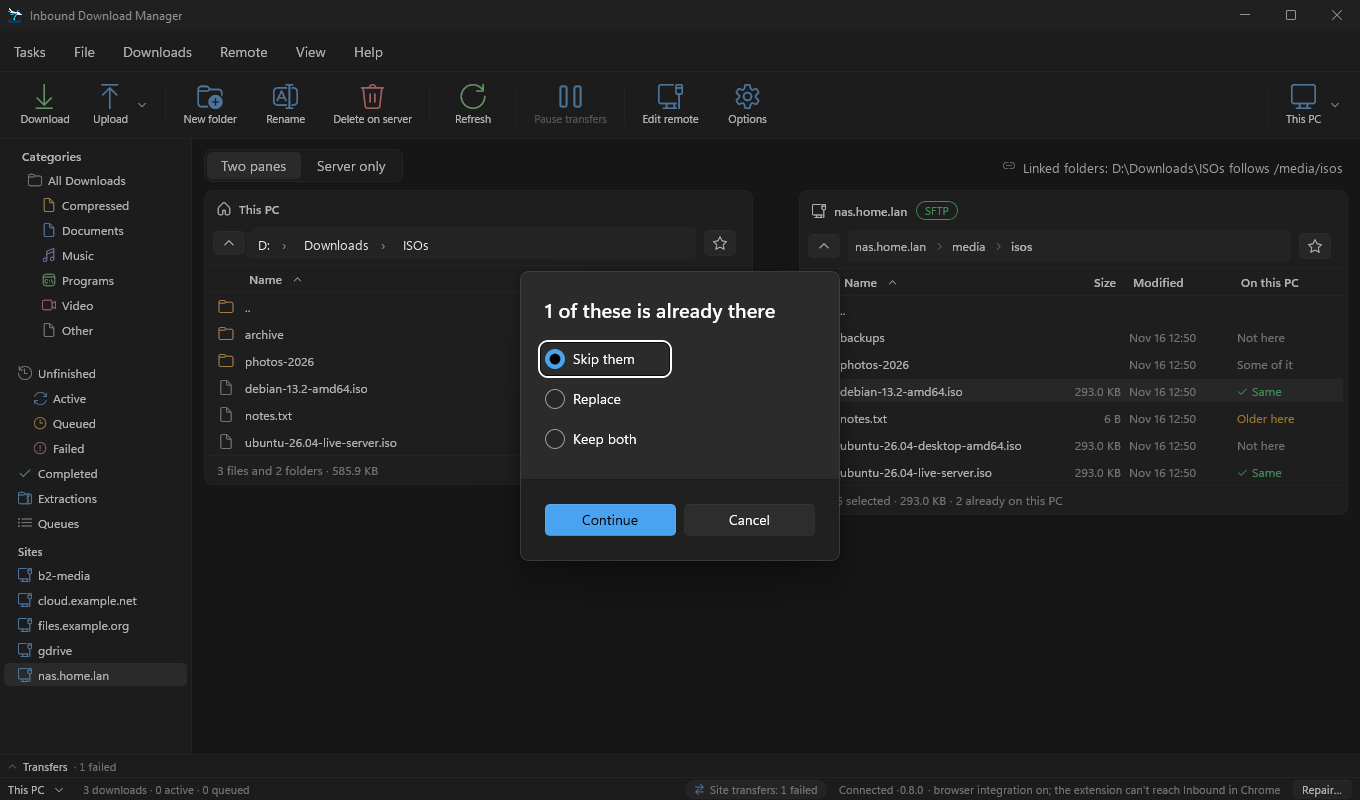 Inbound Download Manager
Tasks File Downloads Remote View Help
Download Upload New folder Rename Delete on server Refresh Pause transfers Edit remote Options This PC
Categories
All Downloads
Compressed
Documents
Music
Programs
Video
Other
Unfinished
Active
Queued
Failed
Completed
Extractions
Queues
Sites
b2-media
cloud.example.net
files.example.org
gdrive
nas.home.lan
Two panes Server only
Linked folders: D:\Downloads\ISOs follows /media/isos
This PC
D: › Downloads › ISOs
Name
..
archive
photos-2026
debian-13.2-amd64.iso
notes.txt
ubuntu-26.04-live-server.iso
3 files and 2 folders · 585.9 KB
nas.home.lan SFTP
nas.home.lan › media › isos
Name Size Modified On this PC
..
backups Nov 16 12:50 Not here
photos-2026 Nov 16 12:50 Some of it
debian-13.2-amd64.iso 293.0 KB Nov 16 12:50 ✓ Same
notes.txt 6 B Nov 16 12:50 Older here
ubuntu-26.04-desktop-amd64.iso 293.0 KB Nov 16 12:50 Not here
ubuntu-26.04-live-server.iso 293.0 KB Nov 16 12:50 ✓ Same
selected · 293.0 KB · 2 already on this PC
1 of these is already there
Skip them
Replace
Keep both
Continue Cancel
Transfers · 1 failed
This PC 3 downloads · 0 active · 0 queued
Site transfers: 1 failed
Connected · 0.8.0 · browser integration on; the extension can't reach Inbound in Chrome
Repair...